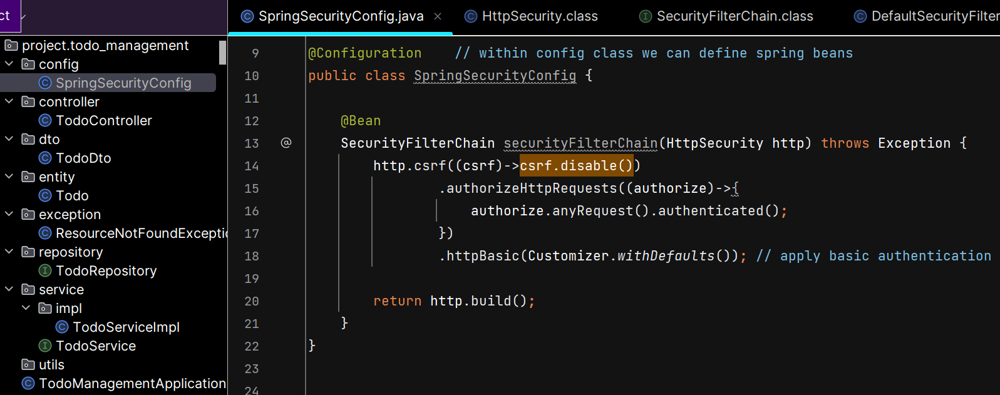 ct
SpringSecurityConfig.java
HttpSecurity.class
SecurityFilterChain.class
DefaultSecurityFilter
project.todo_management
config
SpringSecurityConfig
controller
TodoController
dto
TodoDto
entity
Todo
exception
ResourceNotFoundExceptio
repository
TodoRepository
service
impl
TodoServiceImpl
TodoService
utils
TodoManagementApplication
9 @Configuration // within config class we can define spring beans
10 public class SpringSecurityConfig {
11
12 @Bean
13 @ SecurityFilterChain securityFilterChain(HttpSecurity http) throws Exception {
14 http.csrf((csrf)->csrf.disable())
15 .authorizeHttpRequests((authorize)->{
16 authorize.anyRequest().authenticated();
17 })
18 .httpBasic(Customizer.withDefaults()); // apply basic authentication
19
20 return http.build();
21 }
22 }
23
24